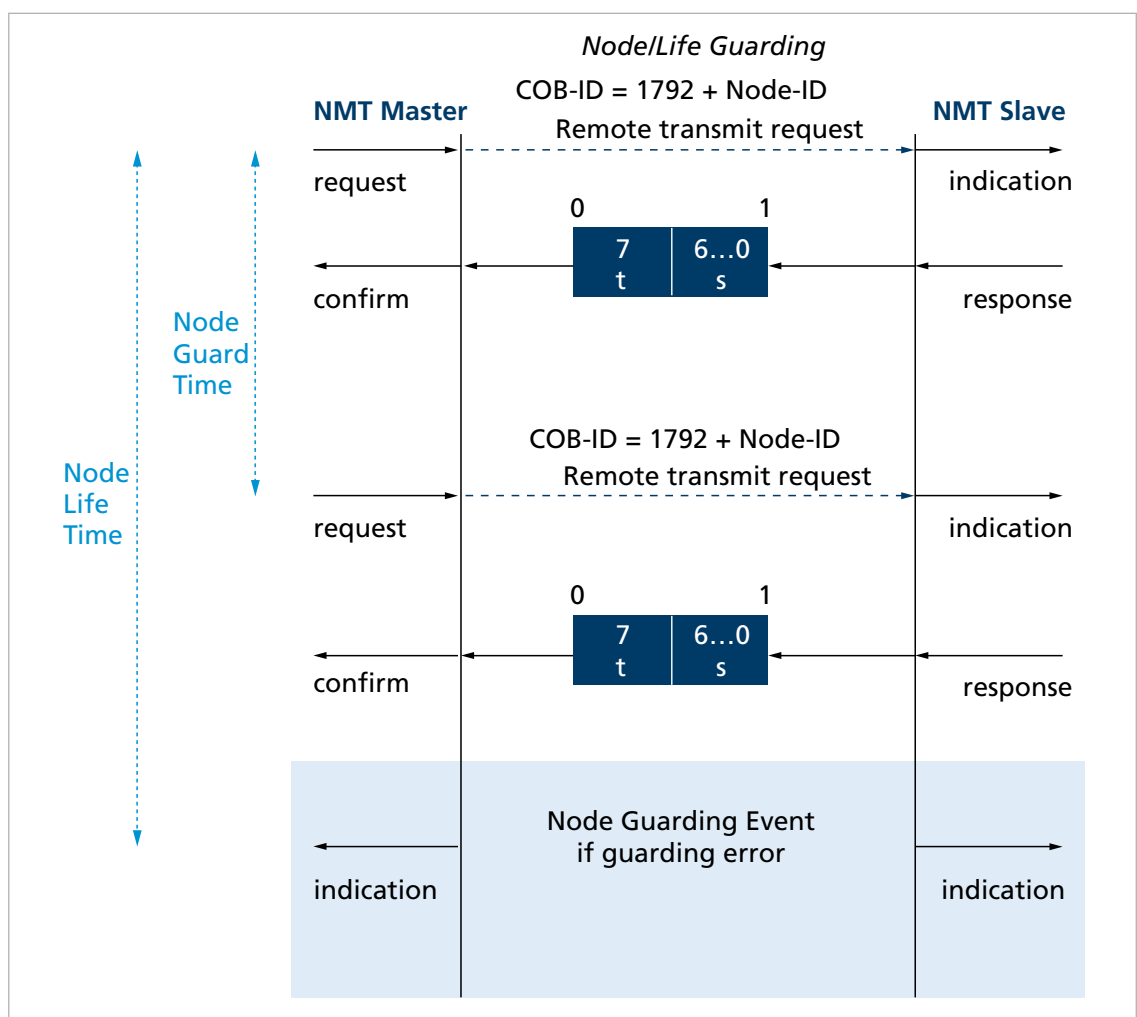 Node/Life Guarding
COB-ID = 1792 + Node-ID
NMT Master
Remote transmit request
NMT Slave
request
indication
0 1
7 6…0
t s
confirm
response
Node
Guard
Time
COB-ID = 1792 + Node-ID
Remote transmit request
Node
Life
Time
request
indication
0 1
7 6…0
t s
confirm
response
Node Guarding Event
if guarding error
indication
indication